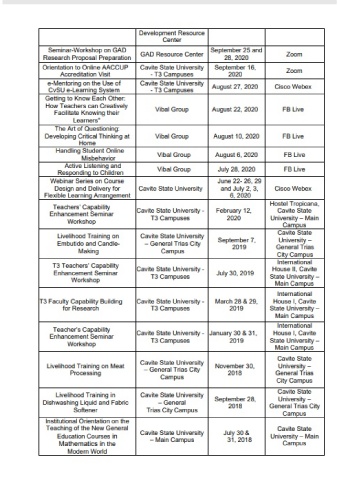 Development Resource
Center
Seminar-Workshop on GAD
Research Proposal Preparation
GAD Resource Center
September 25 and
28, 2020
Zoom
Orientation to Online AACCUP
Accreditation Visit
Cavite State University
- T3 Campuses
September 16,
2020
Zoom
e-Mentoring on the Use of
CvSU e-Learning System
Cavite State University
- T3 Campuses
August 27, 2020
Cisco Webex
Getting to Know Each Other:
How Teachers can Creatively
Facilitate Knowing their
Learners"
Vibal Group
August 22, 2020
FB Live
The Art of Questioning:
Developing Critical Thinking at
Home
Vibal Group
August 10, 2020
FB Live
Handling Student Online
Misbehavior
Vibal Group
August 6, 2020
FB Live
Active Listening and
Responding to Children
Vibal Group
July 28, 2020
FB Live
Webinar Series on Course
Design and Delivery for
Flexible Learning Arrangement
Cavite State University
June 22- 26, 29
and July 2, 3,
6, 2020
Cisco Webex
Teachers' Capability
Enhancement Seminar
Workshop
Cavite State University -
T3 Campuses
February 12,
2020
Hostel Tropicana,
Cavite State
University – Main
Campus
Livelihood Training on
Embutido and Candle-
Making
Cavite State University
– General Trias City
Campus
September 7,
2019
Cavite State
University –
General Trias
City Campus
T3 Teachers' Capability
Enhancement Seminar
Workshop
Cavite State University -
T3 Campuses
July 30, 2019
International
House II, Cavite
State University –
Main Campus
T3 Faculty Capability Building
for Research
Cavite State University -
T3 Campuses
March 28 & 29,
2019
International
House I, Cavite
State University –
Main Campus
Teacher's Capability
Enhancement Seminar
Workshop
Cavite State University -
T3 Campuses
January 30 & 31,
2019
International
House I, Cavite
State University –
Main Campus
Livelihood Training on Meat
Processing
Cavite State University
– General Trias City
Campus
November 30,
2018
Cavite State
University –
General Trias
City Campus
Livelihood Training in
Dishwashing Liquid and Fabric
Softener
Cavite State University
– General
Trias City Campus
September 28,
2018
Cavite State
University –
General Trias City
Campus
Institutional Orientation on the
Teaching of the New General
Education Courses in
Mathematics in the
Modern World
Cavite State University
– Main Campus
July 30 &
31, 2018
Cavite State
University – Main
Campus